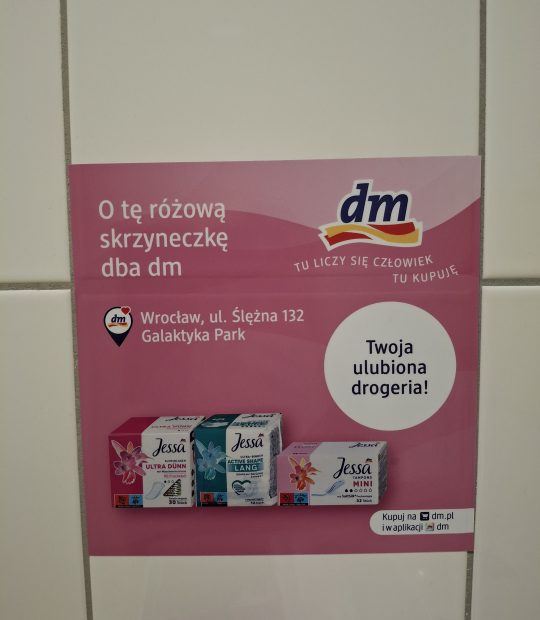 O tę różową
skrzyneczkę
dba dm
dm
TU LICZY SIĘ CZŁOWIEK
TU KUPUJĘ
dm
Wrocław, ul. Ślężna 132
Galaktyka Park
Twoja
ulubiona
drogeria!
Jessa
ULTRA DÜNN
Jessa
ACTIVE SHAPE
LANG
Jessa
TAMPONS
MINI
Kupuj na dm.pl
i w aplikacji dm